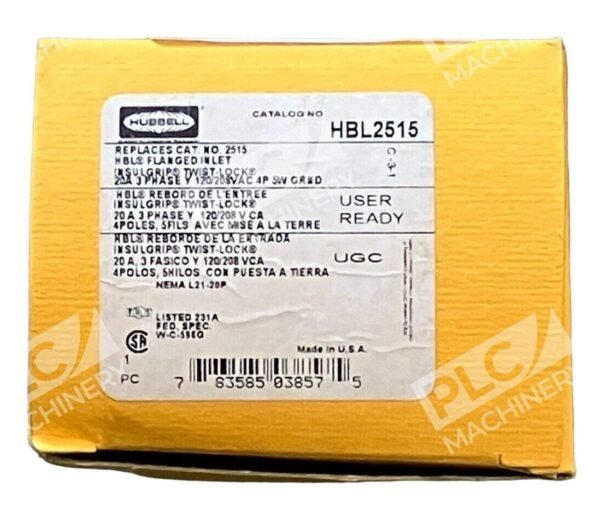 HUBBELL
CATALOG NO
HBL2515
REPLACES CAT. NO. 2515
HBL® FLANGED INLET
INSULGRIP® TWIST-LOCK®
20A 3 PHASE Y 120/208VAC 4P 5W GRND
HBL® REBORD DE L'ENTREE
INSULGRIP® TWIST-LOCK®
20 A 3 PHASE Y 120/208 V CA
4POLES, 5FILS AVEC MISE A LA TERRE
HBL® REBORDE DE LA ENTRADA
INSULGRIP® TWIST-LOCK®
20 A, 3 FASICO Y 120/208 VCA
4POLOS, 5HILOS, CON PUESTA A TIERRA
NEMA L21-20P
C-3-1
USER
READY
UGC
LISTED 231A
FED. SPEC.
W-C-596G
Made in U.S.A.
1
PC
7 83585 03857 5
PLC
MACHINERY
PLC
MACHINERY
PLC
MACHINERY
PLC
MACHINERY